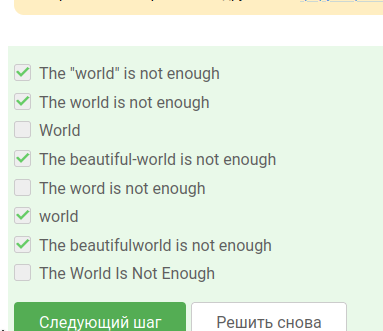 The "world" is not enough
The world is not enough
World
The beautiful-world is not enough
The word is not enough
world
The beautifulworld is not enough
The World Is Not Enough
Следующий шаг
Решить снова